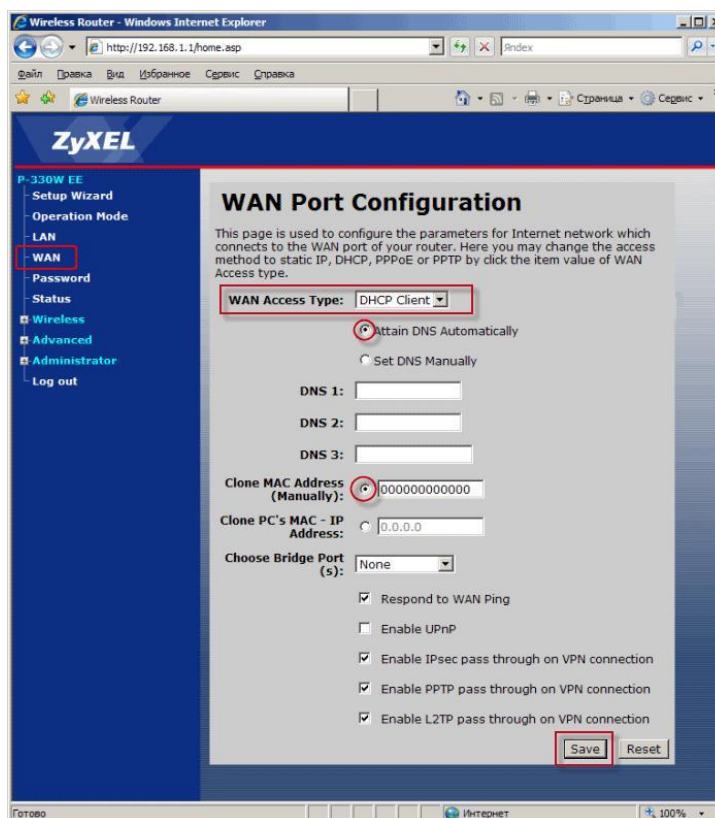 Wireless Router - Windows Internet Explorer
http://192.168.1.1/home.asp
Яndex
Файл Правка Вид Избранное Сервис Справка
Wireless Router
Страница
Сервис
ZyXEL
P-330W EE
Setup Wizard
Operation Mode
LAN
WAN
Password
Status
Wireless
Advanced
Administrator
Log out
WAN Port Configuration
This page is used to configure the parameters for Internet network which
connects to the WAN port of your router. Here you may change the access
method to static IP, DHCP, PPPoE or PPTP by click the item value of WAN
Access type.
WAN Access Type: DHCP Client
Attain DNS Automatically
Set DNS Manually
DNS 1:
DNS 2:
DNS 3:
Clone MAC Address
(Manually): 000000000000
Clone PC's MAC - IP
Address: 0.0.0.0
Choose Bridge Port
(s): None
Respond to WAN Ping
Enable UPnP
Enable IPsec pass through on VPN connection
Enable PPTP pass through on VPN connection
Enable L2TP pass through on VPN connection
Save Reset
Готово
Интернет
100%